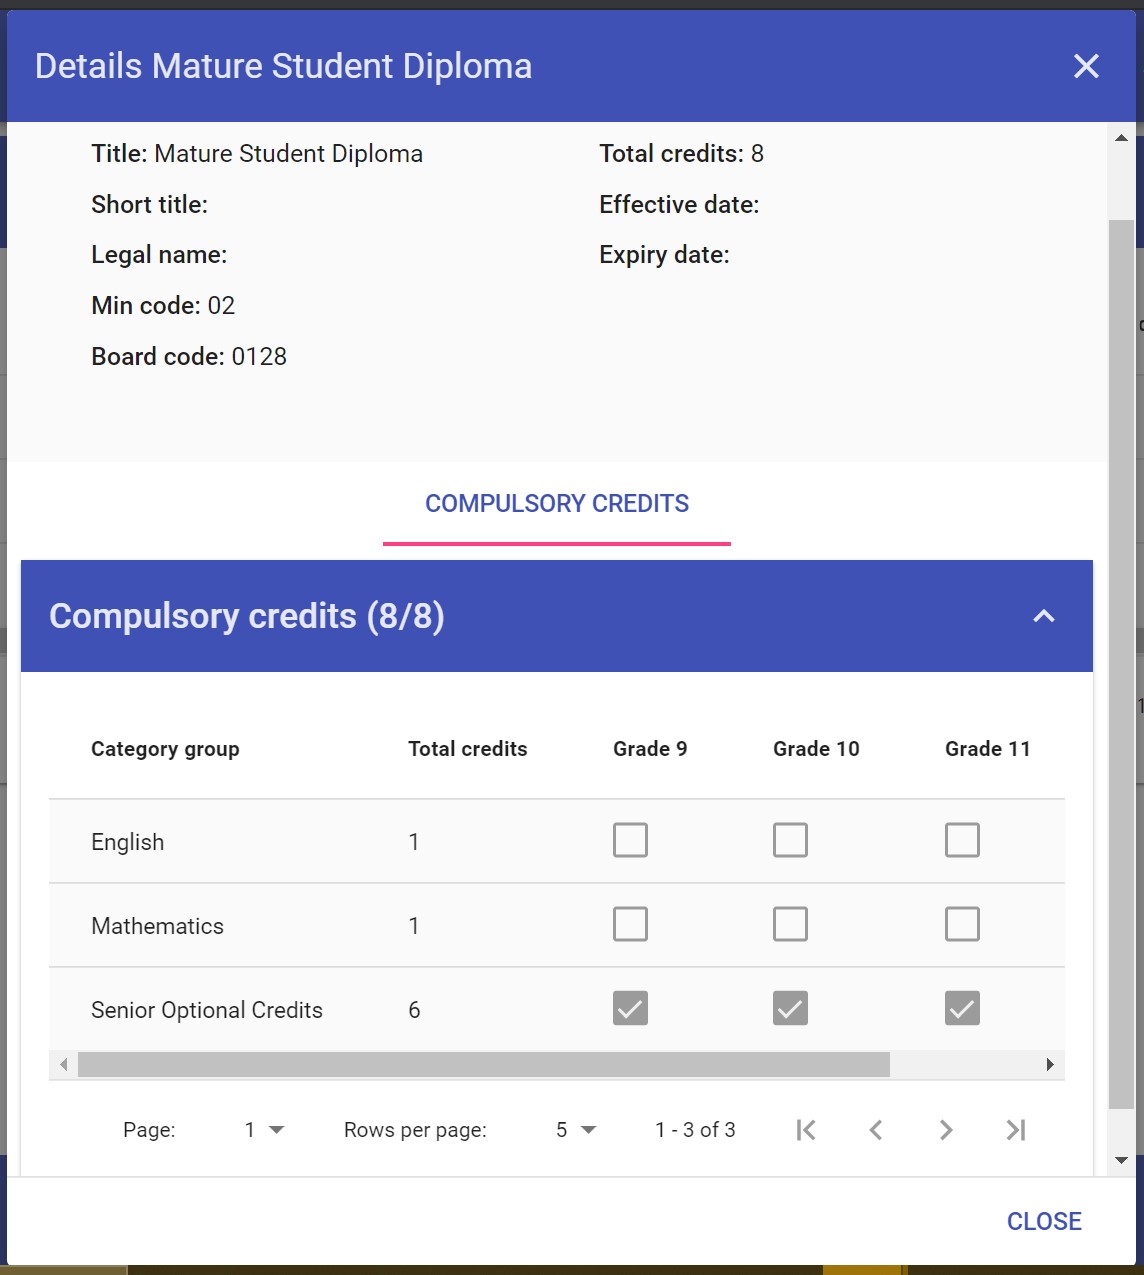 Details Mature Student Diploma
Title: Mature Student Diploma
Total credits: 8
Short title:
Effective date:
Legal name:
Expiry date:
Min code: 02
Board code: 0128
COMPULSORY CREDITS
Compulsory credits (8/8)
Category group Total credits Grade 9 Grade 10 Grade 11
English 1
Mathematics 1
Senior Optional Credits 6
Page: 1 Rows per page: 5 1 - 3 of 3
CLOSE